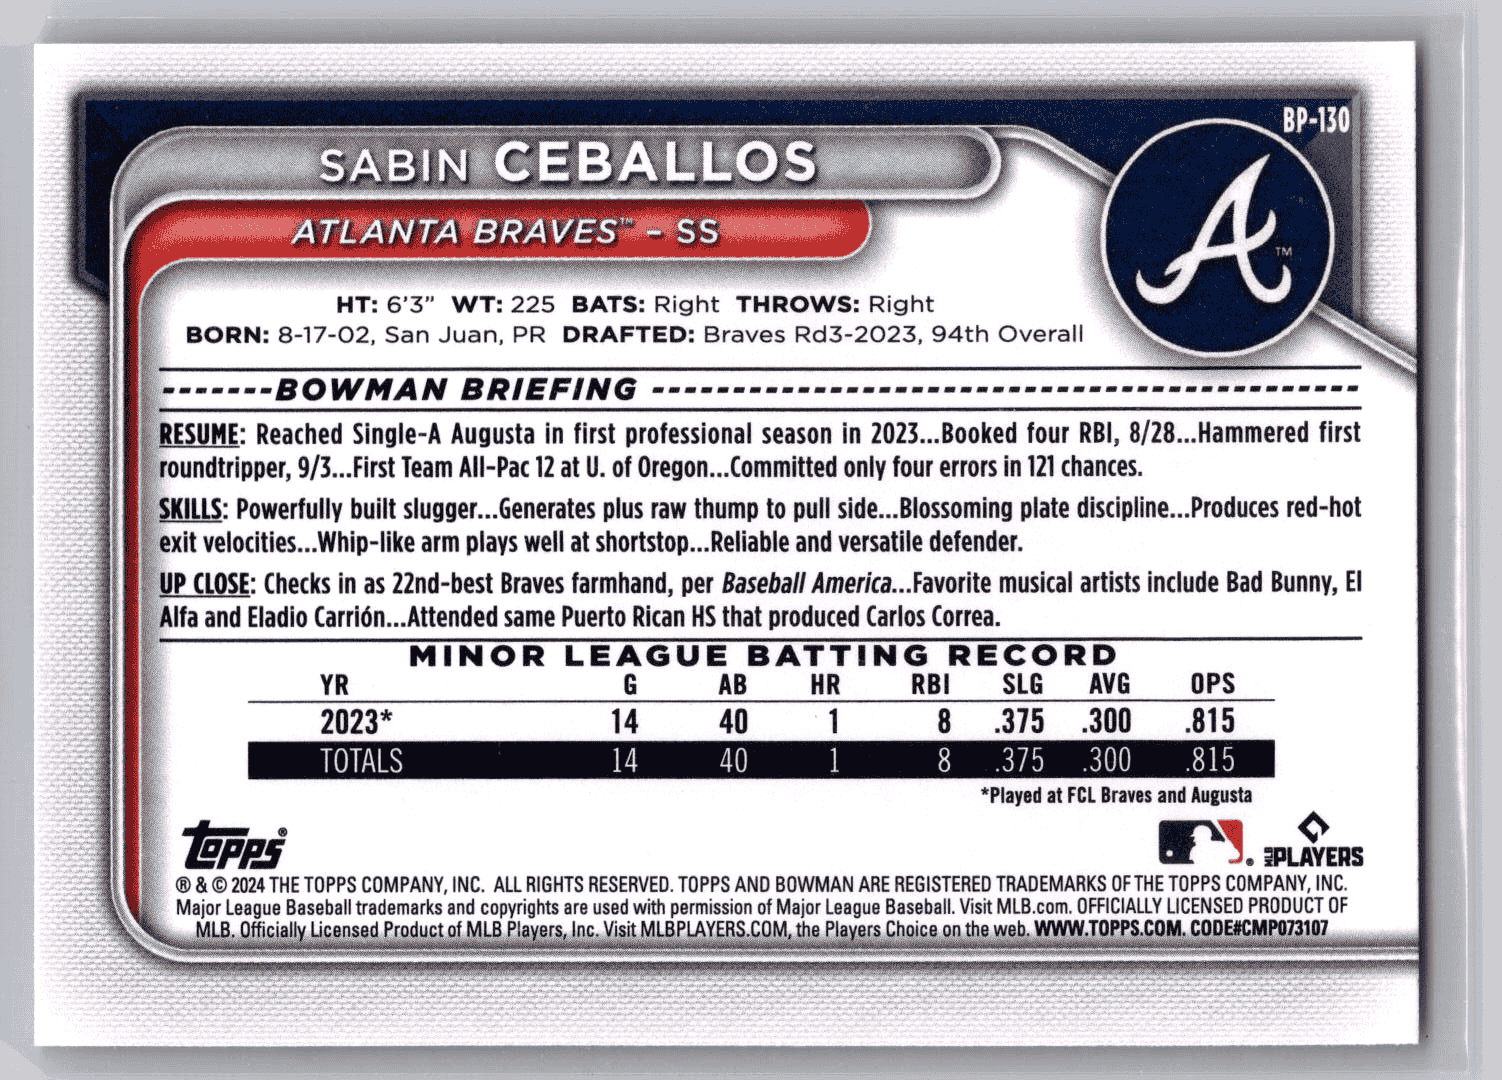 BP-130
SABIN CEBALLOS
ATLANTA BRAVES™ - SS
A™
HT: 6'3" WT: 225 BATS: Right THROWS: Right
BORN: 8-17-02, San Juan, PR DRAFTED: Braves Rd3-2023, 94th Overall
-------BOWMAN BRIEFING --------------------------------------------
RESUME: Reached Single-A Augusta in first professional season in 2023...Booked four RBI, 8/28...Hammered first
roundtripper, 9/3...First Team All-Pac 12 at U. of Oregon...Committed only four errors in 121 chances.
SKILLS: Powerfully built slugger...Generates plus raw thump to pull side...Blossoming plate discipline...Produces red-hot
exit velocities...Whip-like arm plays well at shortstop...Reliable and versatile defender.
UP CLOSE: Checks in as 22nd-best Braves farmhand, per Baseball America...Favorite musical artists include Bad Bunny, El
Alfa and Eladio Carrión...Attended same Puerto Rican HS that produced Carlos Correa.
MINOR LEAGUE BATTING RECORD
YR G AB HR RBI SLG AVG OPS
2023* 14 40 1 8 .375 .300 .815
TOTALS 14 40 1 8 .375 .300 .815
*Played at FCL Braves and Augusta
Topps® ® MLB PLAYERS
® & © 2024 THE TOPPS COMPANY, INC. ALL RIGHTS RESERVED. TOPPS AND BOWMAN ARE REGISTERED TRADEMARKS OF THE TOPPS COMPANY, INC.
Major League Baseball trademarks and copyrights are used with permission of Major League Baseball. Visit MLB.com. OFFICIALLY LICENSED PRODUCT OF
MLB. Officially Licensed Product of MLB Players, Inc. Visit MLBPLAYERS.COM, the Players Choice on the web. WWW.TOPPS.COM. CODE#CMP073107